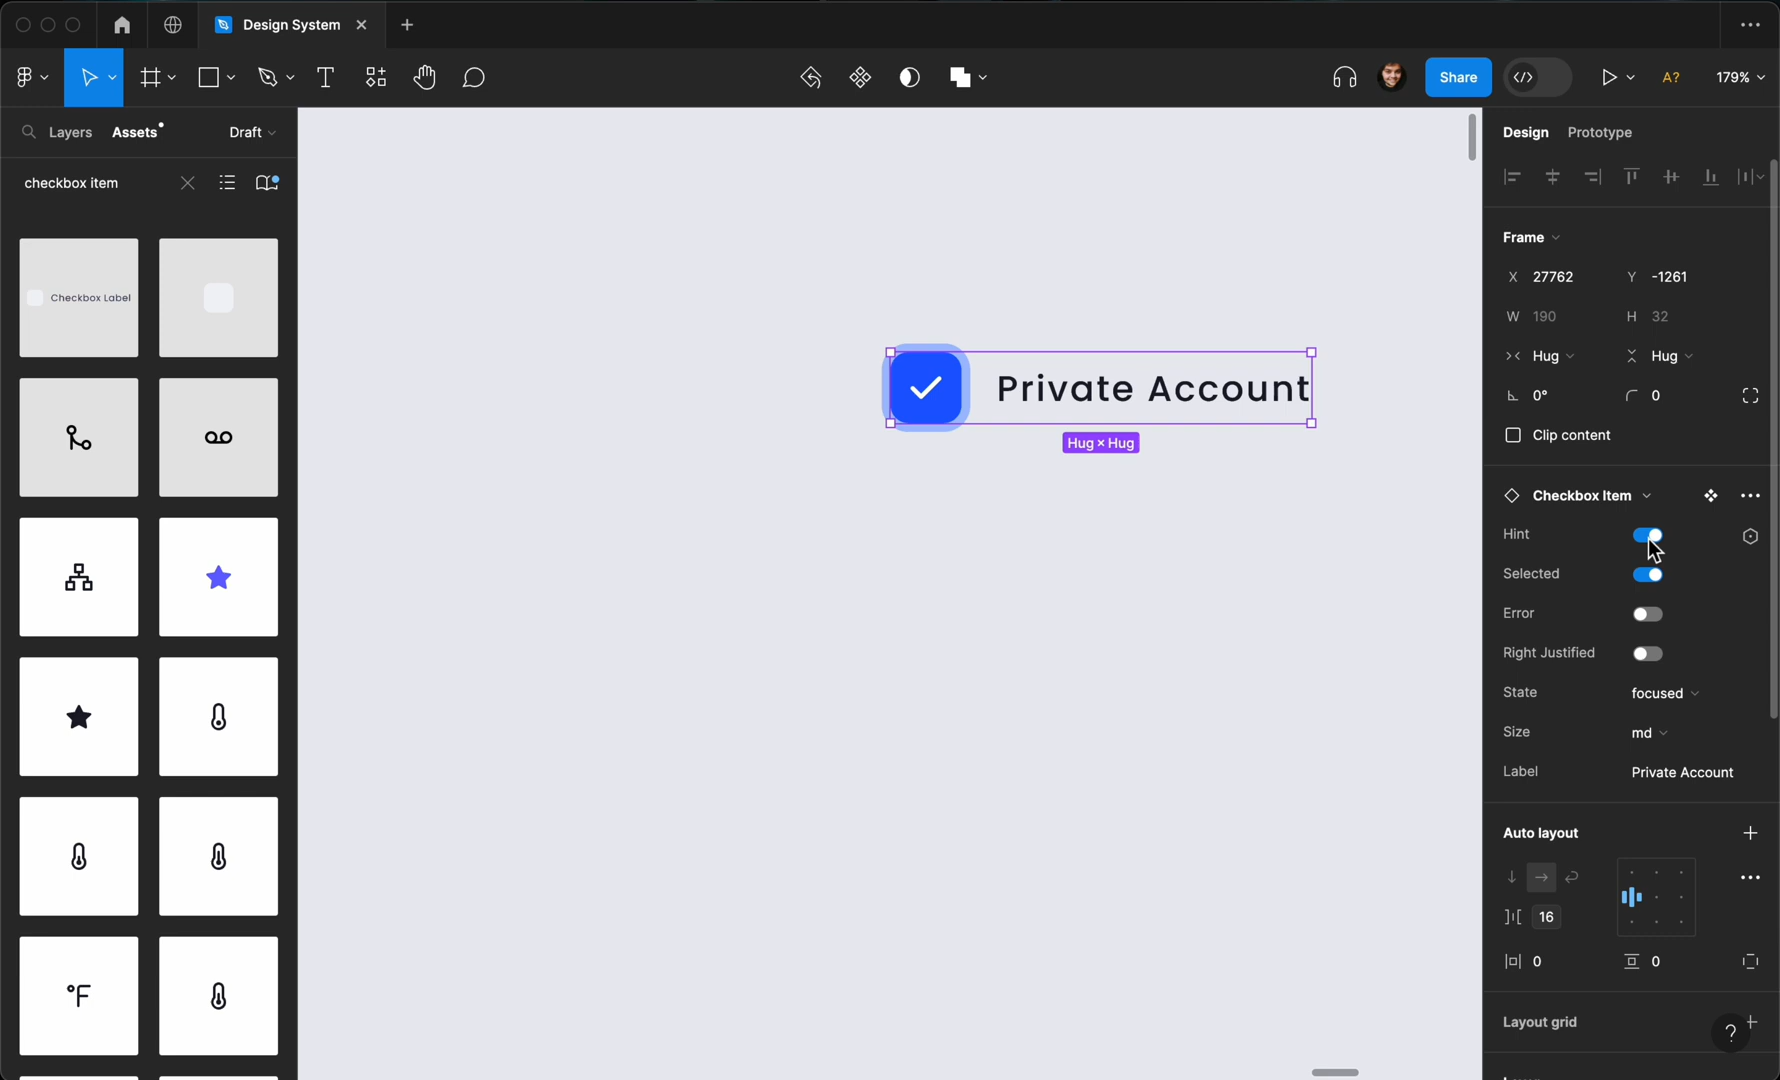 Design System
Share
A?
179%
Layers
Assets
Draft
checkbox item
Checkbox Label
°F
Private Account
Hug × Hug
Design
Prototype
Frame
X 27762
Y -1261
W 190
H 32
Hug
Hug
0°
0
Clip content
Checkbox Item
Hint
Selected
Error
Right Justified
State focused
Size md
Label Private Account
Auto layout
16
0
0
Layout grid
?